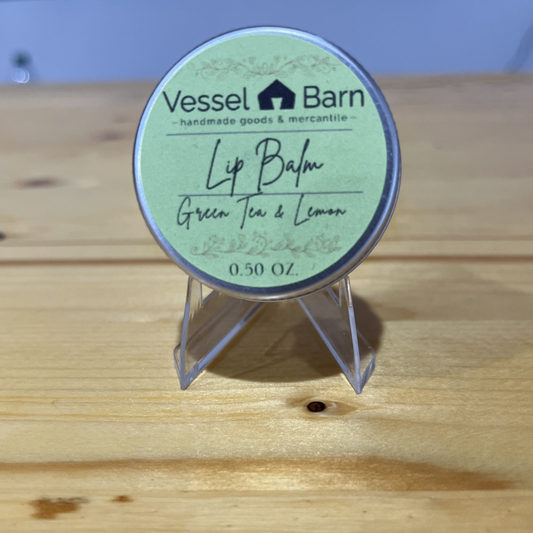 Vessel Barn
- handmade goods & mercantile -
Lip Balm
Green Tea & Lemon
0.50 OZ.